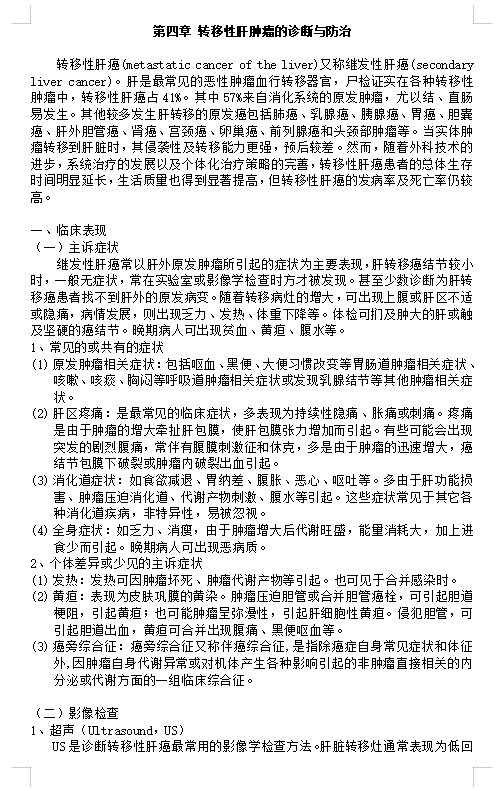 第四章 转移性肝肿瘤的诊断与防治
转移性肝癌(metastatic cancer of the liver)又称继发性肝癌(secondary
liver cancer)。肝是最常见的恶性肿瘤血行转移器官，尸检证实在各种转移性
肿瘤中，转移性肝癌占 41%。其中 57%来自消化系统的原发肿瘤，尤以结、直肠
易发生。其他较多发生肝转移的原发癌包括肺癌、乳腺癌、胰腺癌、胃癌、胆囊
癌、肝外胆管癌、肾癌、宫颈癌、卵巢癌、前列腺癌和头颈部肿瘤等。当实体肿
瘤转移到肝脏时，其侵袭性及转移能力更强，预后较差。然而，随着外科技术的
进步，系统治疗的发展以及个体化治疗策略的完善，转移性肝癌患者的总体生存
时间明显延长，生活质量也得到显著提高，但转移性肝癌的发病率及死亡率仍较
高。
一、临床表现
（一）主诉症状
继发性肝癌常以肝外原发肿瘤所引起的症状为主要表现，肝转移癌结节较小
时，一般无症状，常在实验室或影像学检查时方才被发现。甚至少数诊断为肝转
移癌患者找不到肝外的原发病变。随着转移病灶的增大，可出现上腹或肝区不适
或隐痛，病情发展，则出现乏力、发热、体重下降等。体检可扪及肿大的肝或触
及坚硬的癌结节。晚期病人可出现贫血、黄疸、腹水等。
1、常见的或共有的症状
(1) 原发肿瘤相关症状：包括呕血、黑便、大便习惯改变等胃肠道肿瘤相关症状、
咳嗽、咳痰、胸闷等呼吸道肿瘤相关症状或发现乳腺结节等其他肿瘤相关症
状。
(2) 肝区疼痛：是最常见的临床症状，多表现为持续性隐痛、胀痛或刺痛。疼痛
是由于肿瘤的增大牵扯肝包膜，使肝包膜张力增加而引起。有些可能会出现
突发的剧烈腹痛，常伴有腹膜刺激征和休克，多是由于肿瘤的迅速增大，癌
结节包膜下破裂或肿瘤内破裂出血引起。
(3) 消化道症状：如食欲减退、胃纳差、腹胀、恶心、呕吐等。多由于肝功能损
害、肿瘤压迫消化道、代谢产物刺激、腹水等引起。这些症状常见于其它各
种消化道疾病，非特异性，易被忽视。
(4) 全身症状：如乏力、消瘦，由于肿瘤增大后代谢旺盛，能量消耗大，加上进
食少而引起。晚期病人可出现恶病质。
2、个体差异或少见的主诉症状
(1) 发热：发热可因肿瘤坏死、肿瘤代谢产物等引起。也可见于合并感染时。
(2) 黄疸：表现为皮肤巩膜的黄染。肿瘤压迫胆管或合并胆管癌栓，可引起胆道
梗阻，引起黄疸；也可能肿瘤呈弥漫性，引起肝细胞性黄疸。侵犯胆管，可
引起胆道出血，黄疸可合并出现腹痛、黑便呕血等。
(3) 癌旁综合征：癌旁综合征又称伴癌综合征,是指除癌症自身常见症状和体征
外,因肿瘤自身代谢异常或对机体产生各种影响引起的非肿瘤直接相关的内
分泌或代谢方面的一组临床综合征。
（二）影像检查
1、超声（Ultrasound，US）
US 是诊断转移性肝癌最常用的影像学检查方法。肝脏转移灶通常表现为低回